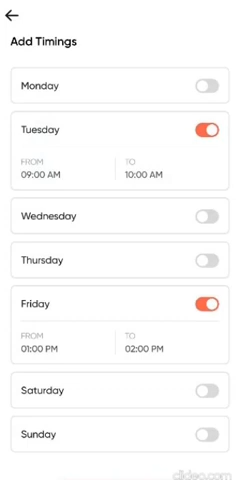 Add Timings
Monday
Tuesday
FROM TO
09:00 AM 10:00 AM
Wednesday
Thursday
Friday
FROM TO
01:00 PM 02:00 PM
Saturday
Sunday
clideo.com